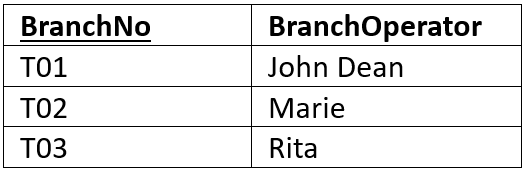 BranchNo BranchOperator
T01 John Dean
T02 Marie
T03 Rita